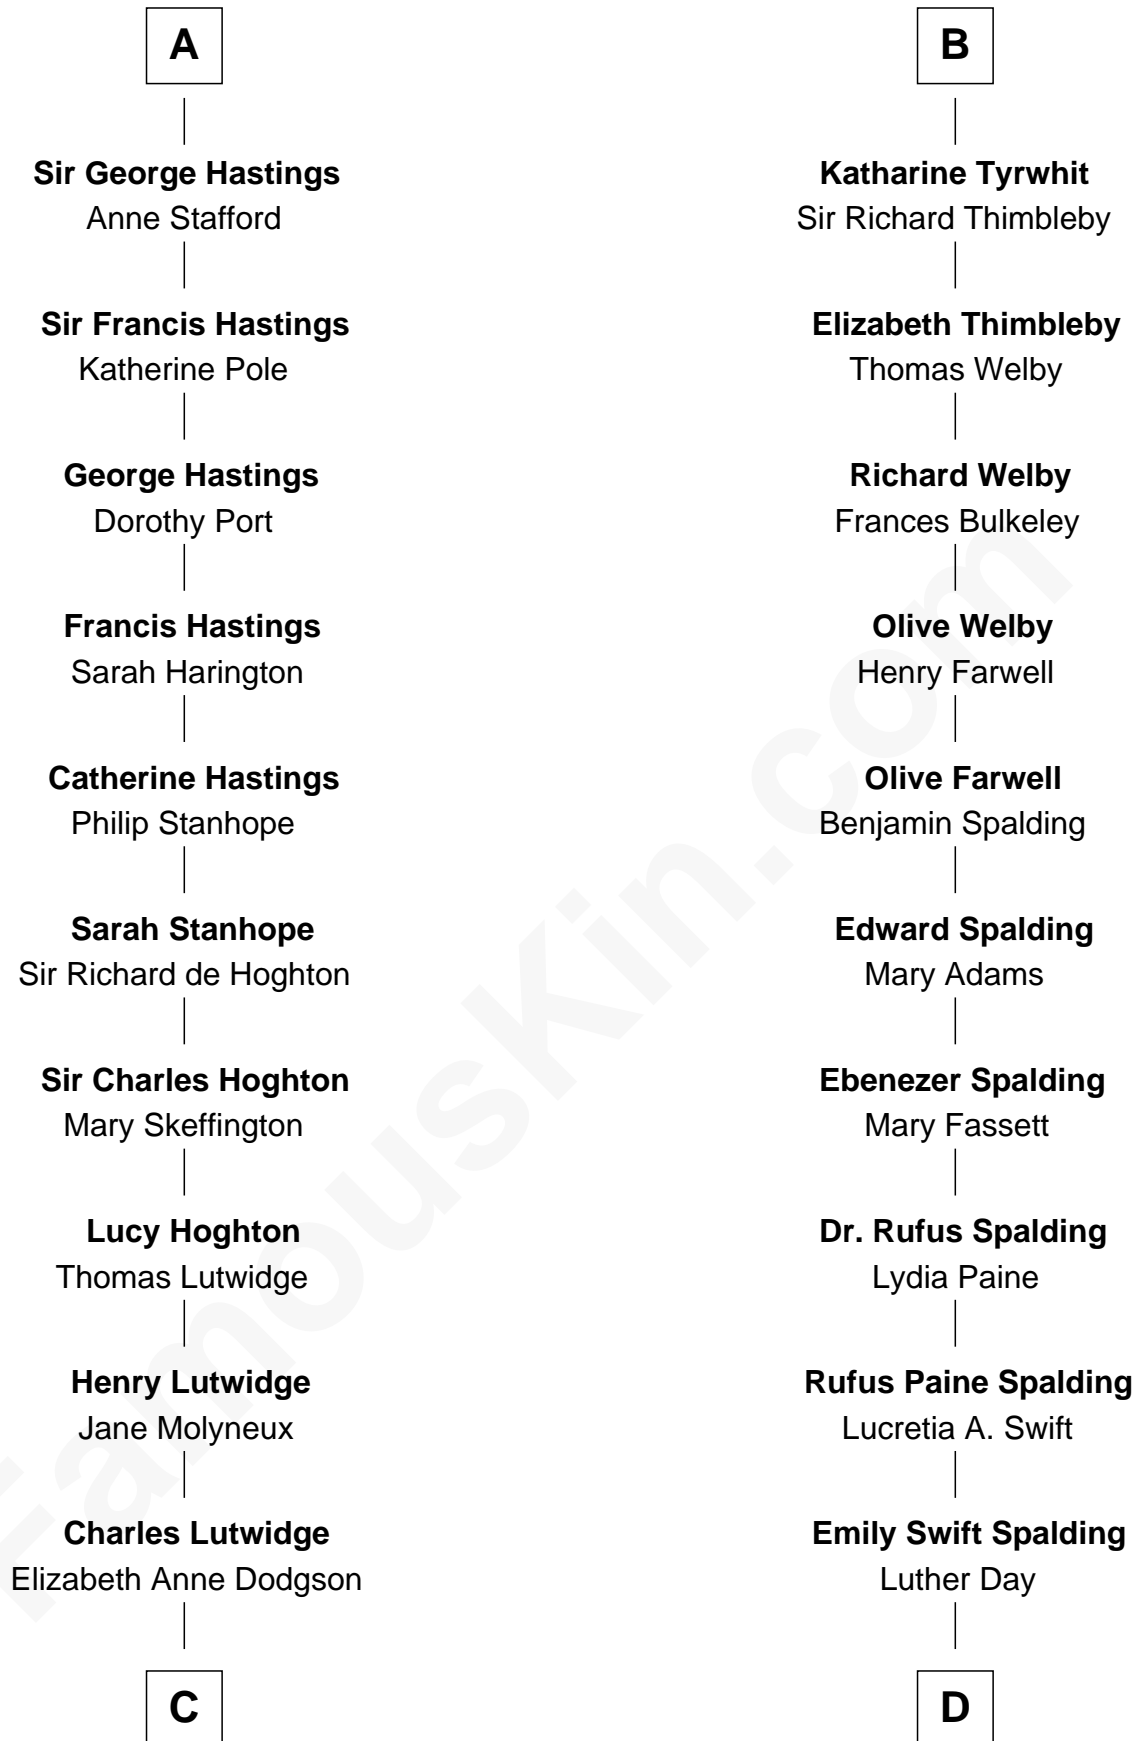 A
Sir George Hastings
Anne Stafford
Sir Francis Hastings
Katherine Pole
George Hastings
Dorothy Port
Francis Hastings
Sarah Harington
Catherine Hastings
Philip Stanhope
Sarah Stanhope
Sir Richard de Hoghton
Sir Charles Hoghton
Mary Skeffington
Lucy Hoghton
Thomas Lutwidge
Henry Lutwidge
Jane Molyneux
Charles Lutwidge
Elizabeth Anne Dodgson
C
B
Katharine Tyrwhit
Sir Richard Thimbleby
Elizabeth Thimbleby
Thomas Welby
Richard Welby
Frances Bulkeley
Olive Welby
Henry Farwell
Olive Farwell
Benjamin Spalding
Edward Spalding
Mary Adams
Ebenezer Spalding
Mary Fassett
Dr. Rufus Spalding
Lydia Paine
Rufus Paine Spalding
Lucretia A. Swift
Emily Swift Spalding
Luther Day
D
FamousKin.com